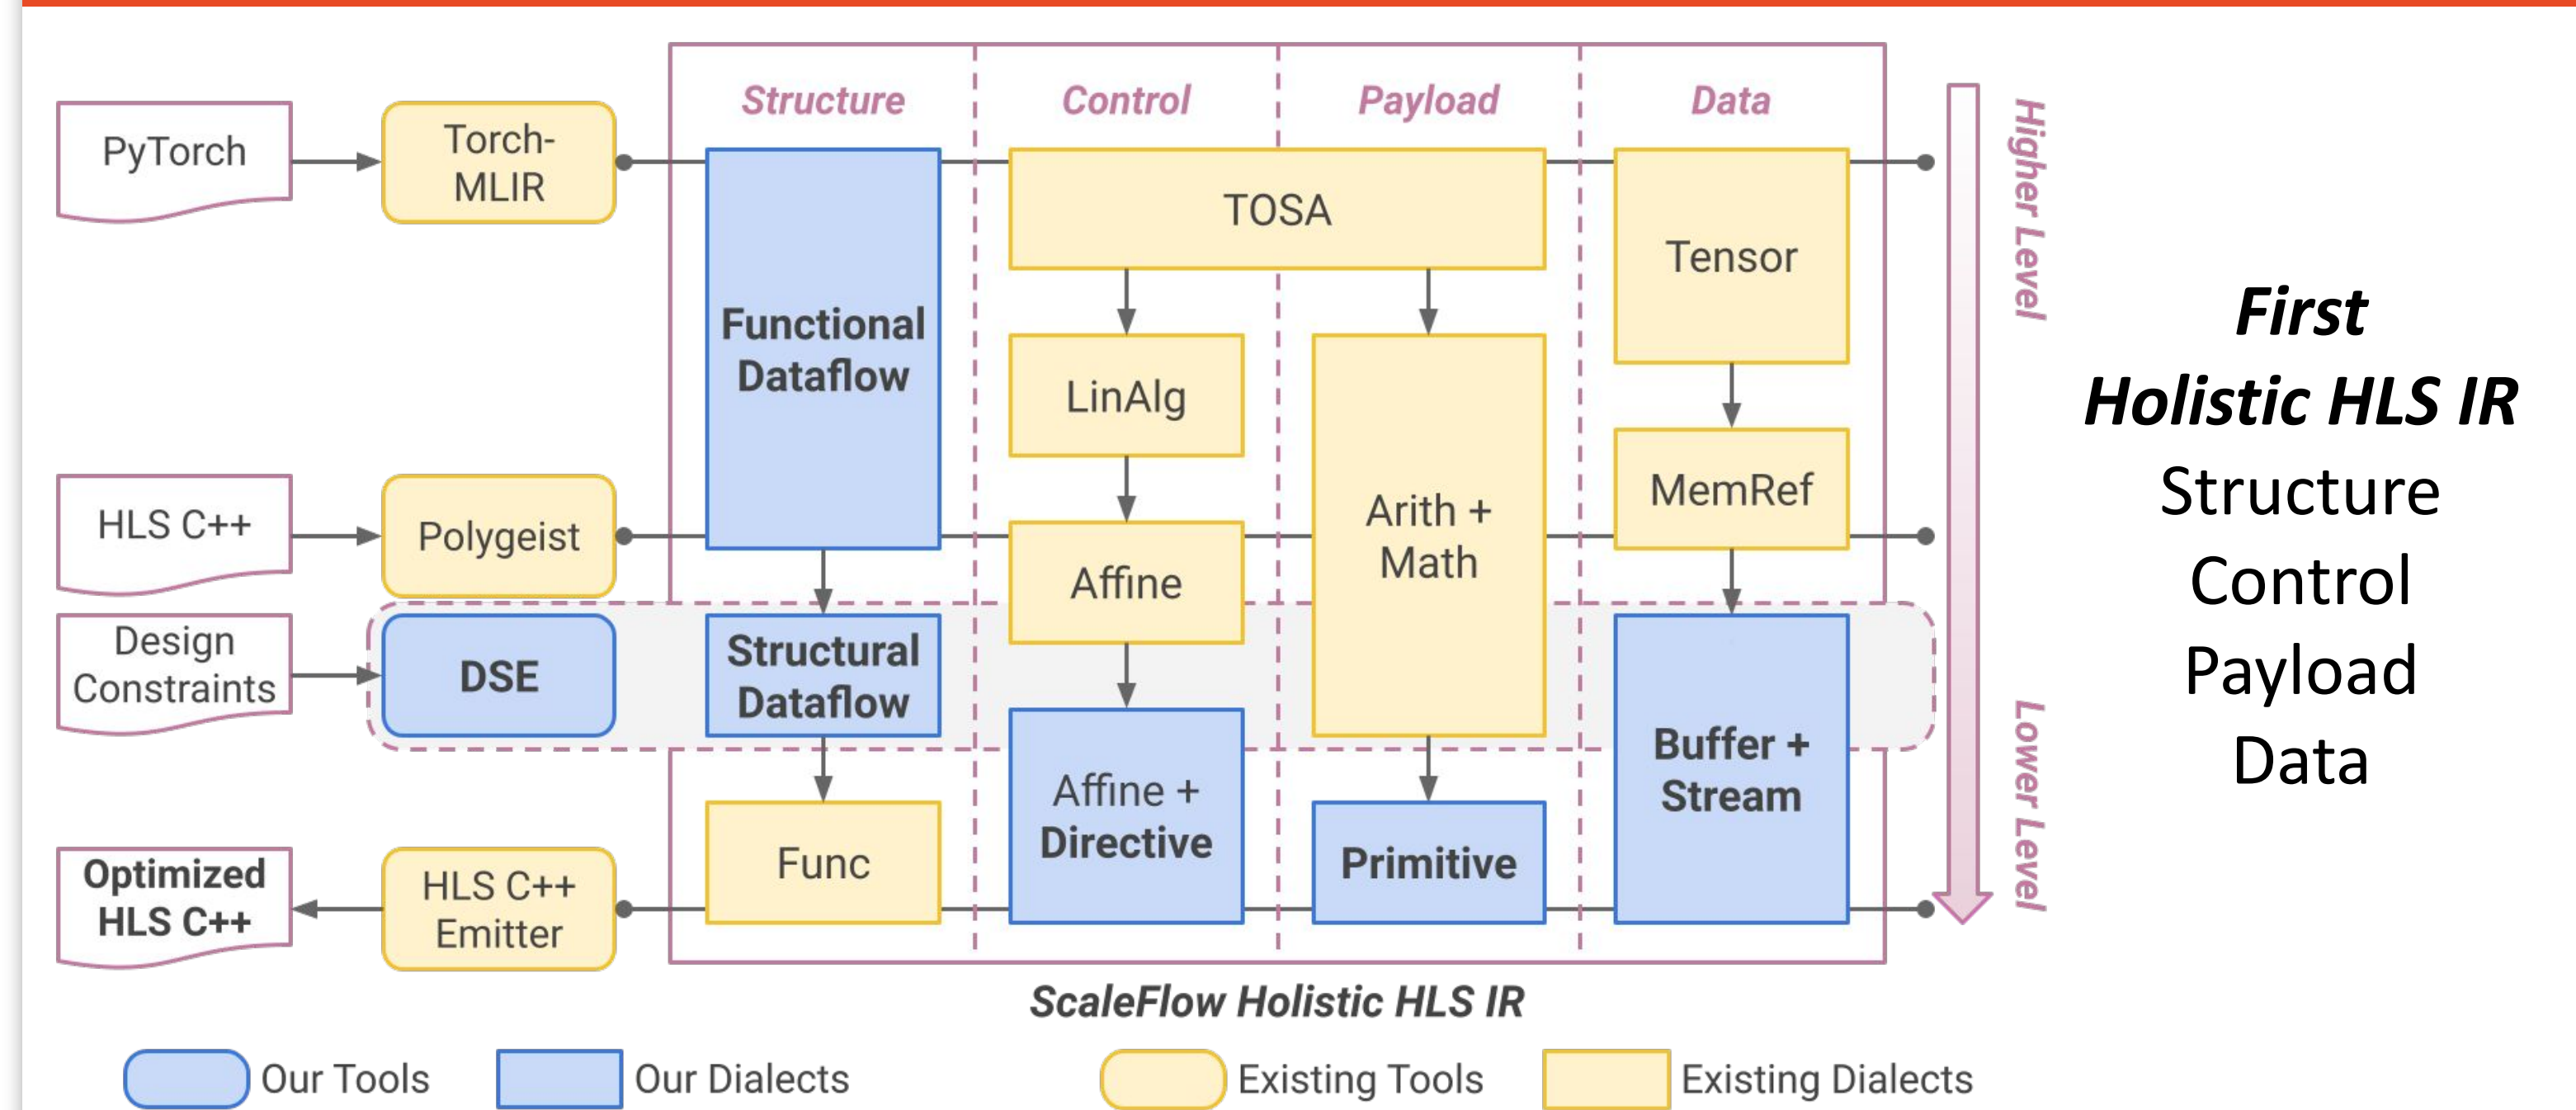 Structure
Control
Payload
Data
PyTorch
Torch-
MLIR
TOSA
Tensor
Functional
Dataflow
LinAlg
MemRef
Arith +
Math
HLS C++
Polygeist
Affine
Design
Constraints
DSE
Structural
Dataflow
Buffer +
Stream
Affine +
Directive
Primitive
Func
Optimized
HLS C++
HLS C++
Emitter
Higher Level
Lower Level
ScaleFlow Holistic HLS IR
Our Tools
Our Dialects
Existing Tools
Existing Dialects
First
Holistic HLS IR
Structure
Control
Payload
Data